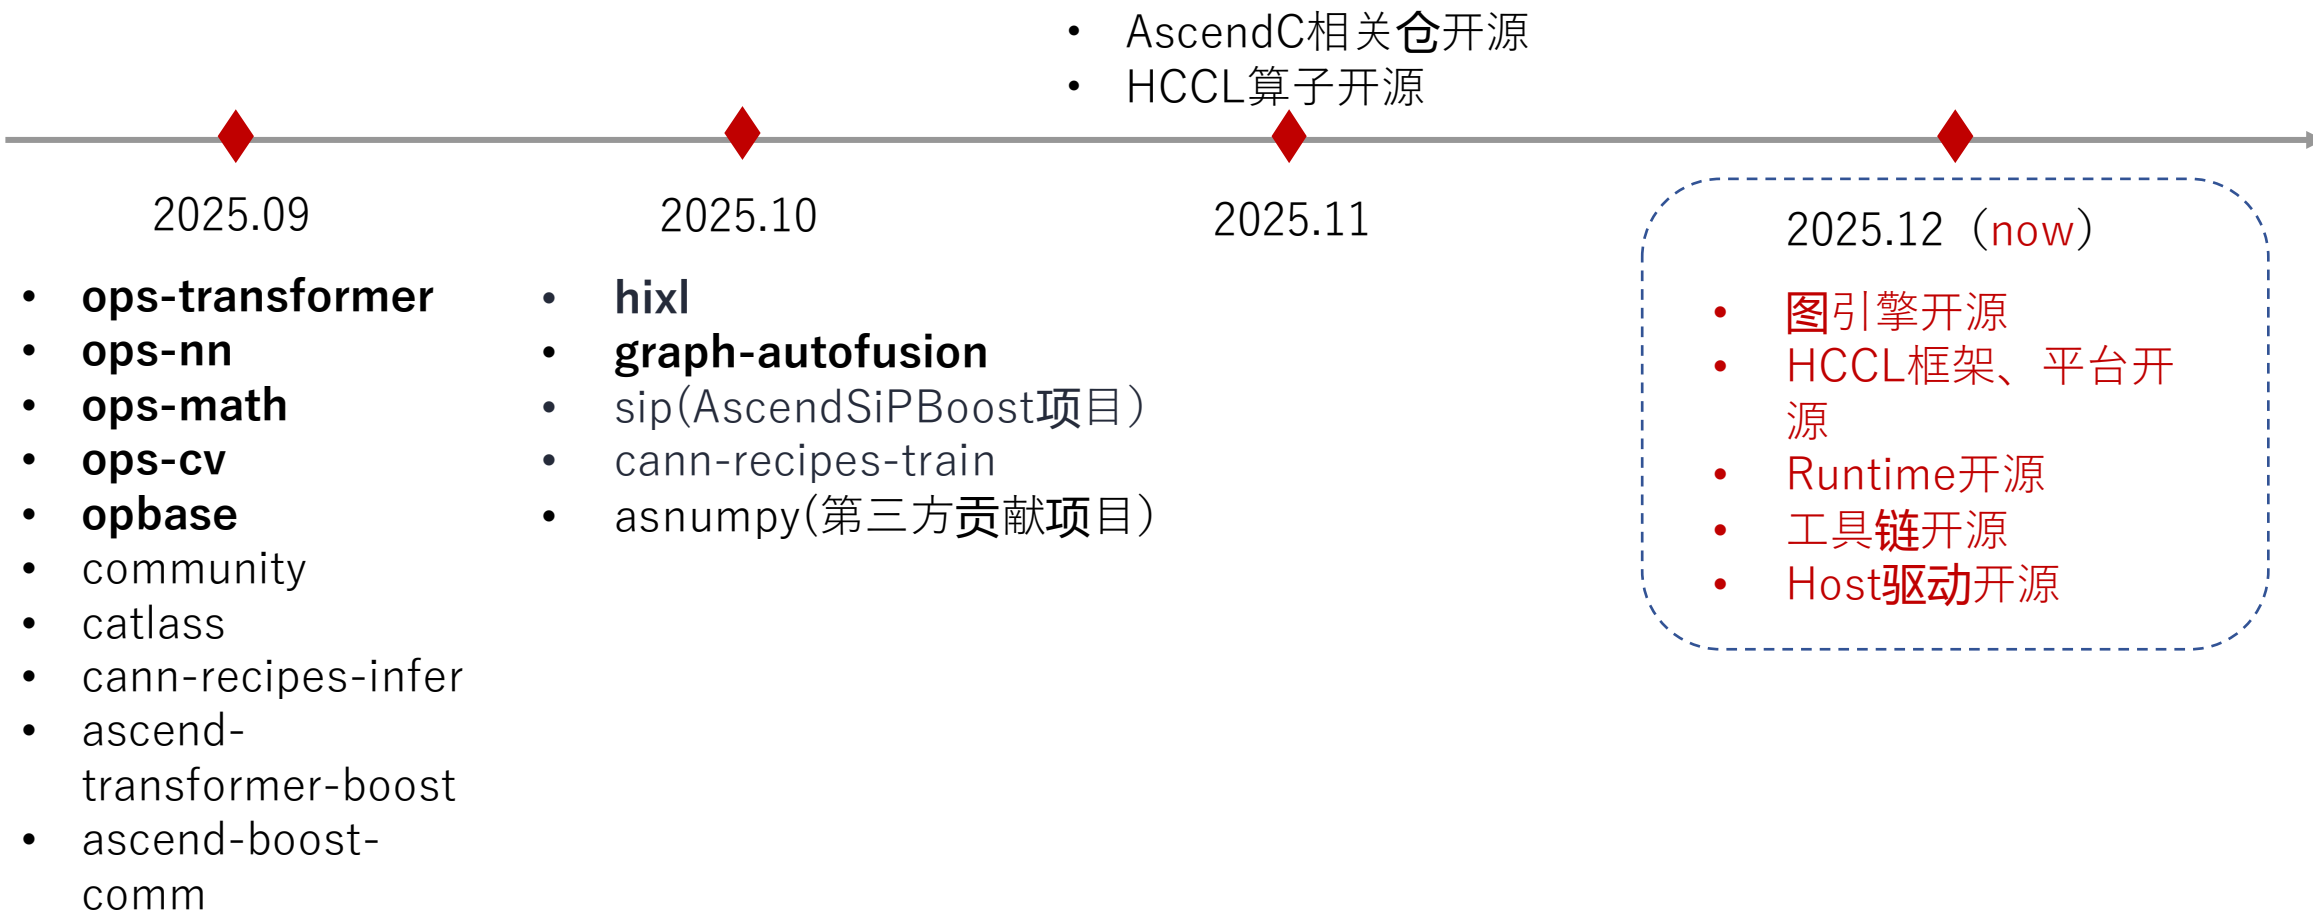 AscendC相关仓开源
HCCL算子开源
2025.09
ops-transformer
ops-nn
ops-math
ops-cv
opbase
community
catlass
cann-recipes-infer
ascend-
transformer-boost
ascend-boost-
comm
2025.10
hixl
graph-autofusion
sip(AscendSiPBoost项目)
cann-recipes-train
asnumpy(第三方贡献项目)
2025.11
2025.12（now）
图引擎开源
HCCL框架、平台开
源
Runtime开源
工具链开源
Host驱动开源